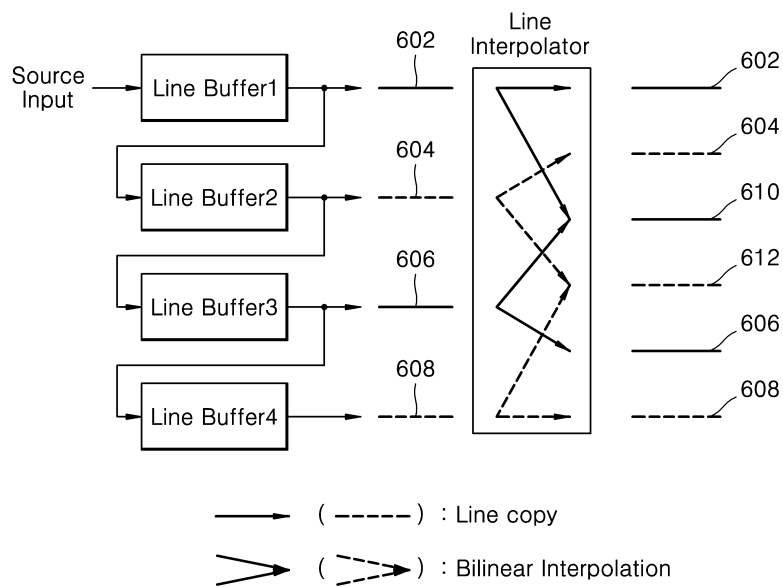 Source
Input
Line Buffer1
602
Line
Interpolator
602
604
Line Buffer2
604
610
612
Line Buffer3
606
606
Line Buffer4
608
608
( ) : Line copy
( ) : Bilinear Interpolation